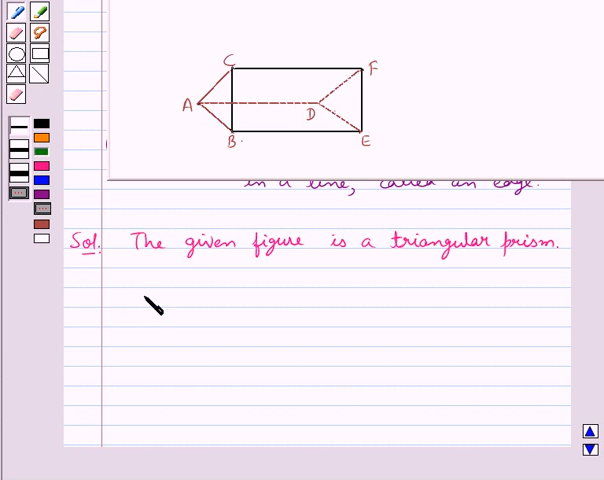 C
F
A
D
B
E
in a line, called an edge.
Sol. The given figure is a triangular prism.